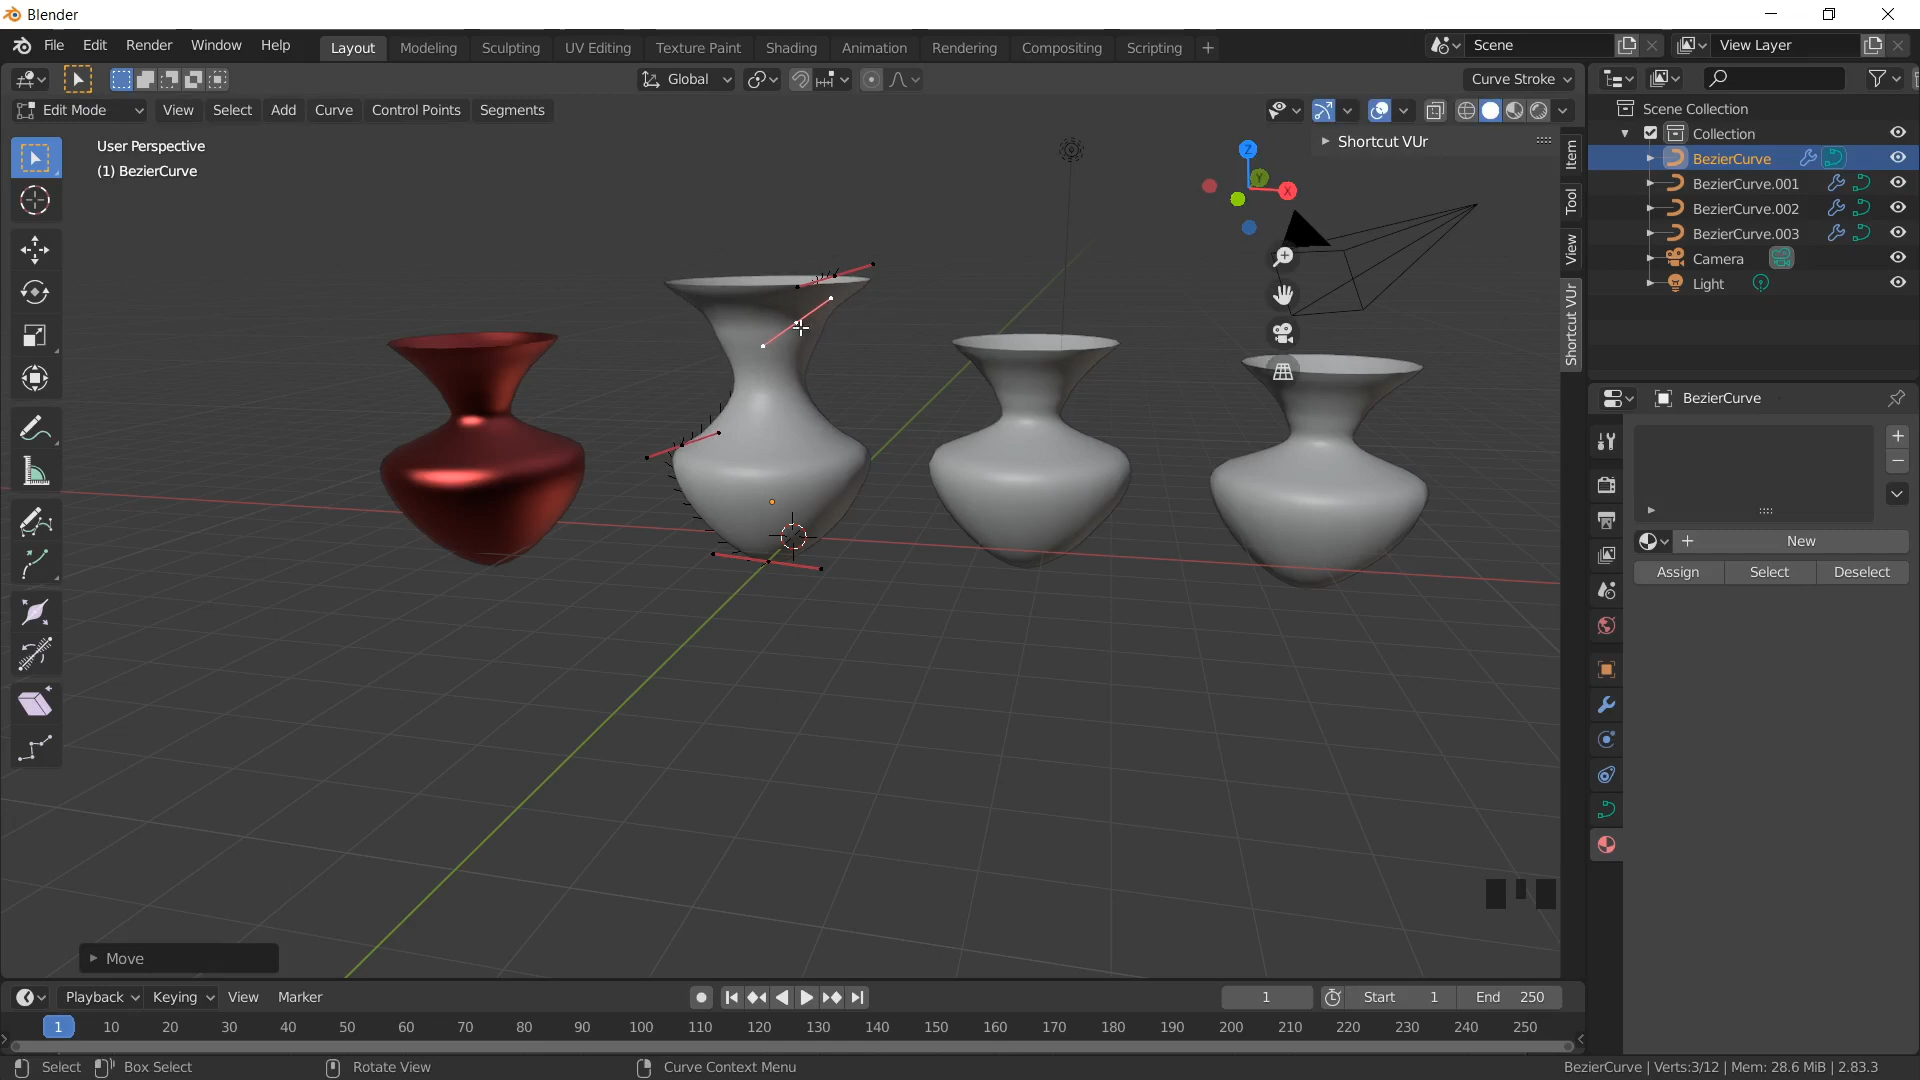 Blender
File Edit Render Window Help Layout Modeling Sculpting UV Editing Texture Paint Shading Animation Rendering Compositing Scripting + Scene View Layer
Global Curve Stroke
Edit Mode View Select Add Curve Control Points Segments
User Perspective
(1) BezierCurve
Shortcut VUr
Z
Y
X
Item
Tool
View
Shortcut VUr
Scene Collection
Collection
BezierCurve
BezierCurve.001
BezierCurve.002
BezierCurve.003
Camera
Light
BezierCurve
New
Assign Select Deselect
Move
Playback Keying View Marker 1 Start 1 End 250
1 10 20 30 40 50 60 70 80 90 100 110 120 130 140 150 160 170 180 190 200 210 220 230 240 250
Select Box Select Rotate View Curve Context Menu BezierCurve | Verts:3/12 | Mem: 28.6 MiB | 2.83.3